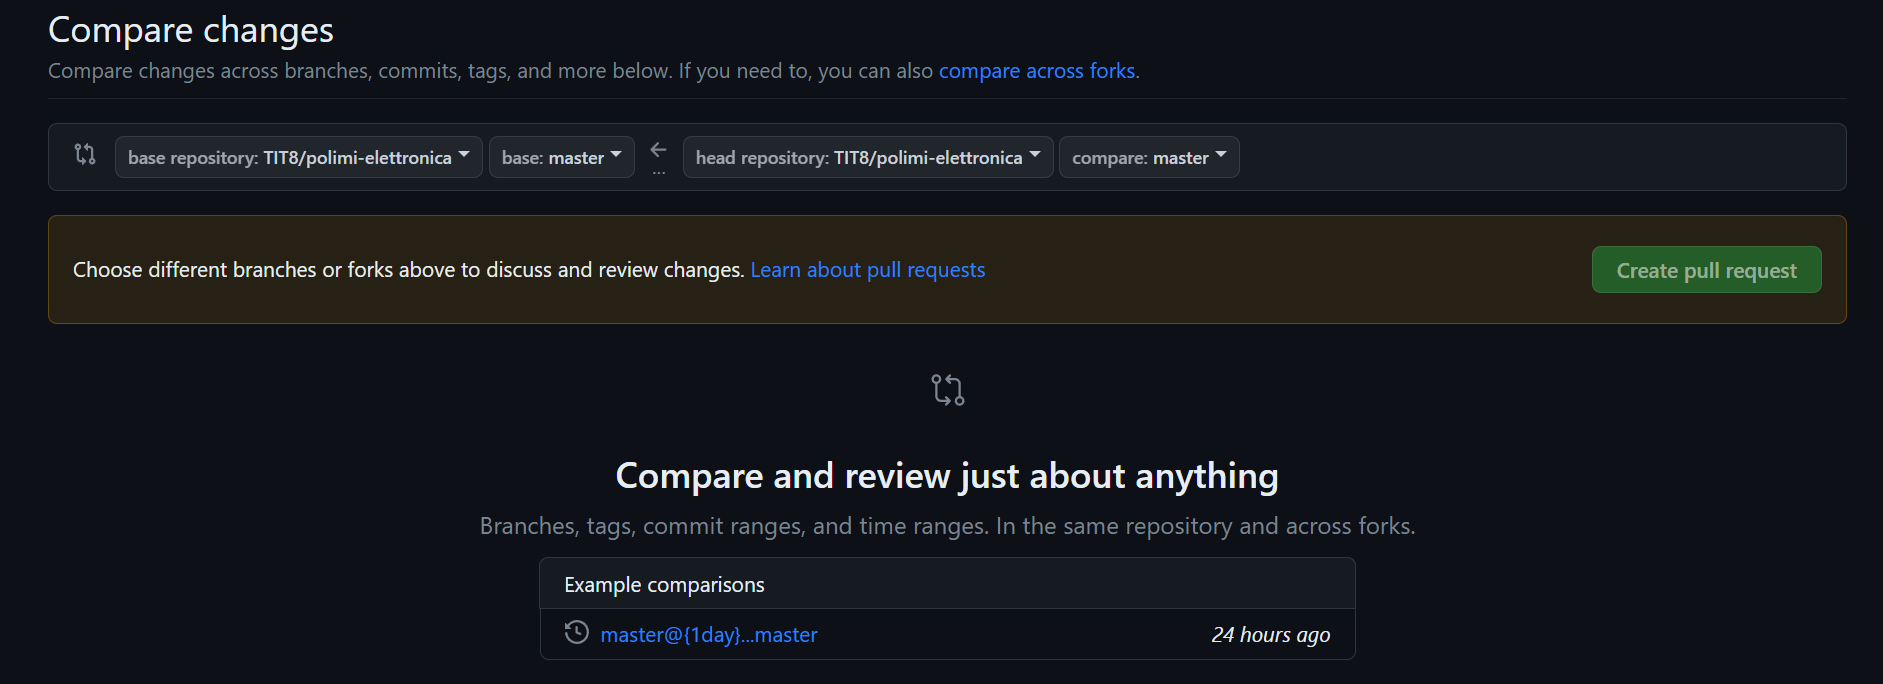 Compare changes
Compare changes across branches, commits, tags, and more below. If you need to, you can also compare across forks.
base repository: TIT8/polimi-elettronica base: master ... head repository: TIT8/polimi-elettronica compare: master
Choose different branches or forks above to discuss and review changes. Learn about pull requests Create pull request
Compare and review just about anything
Branches, tags, commit ranges, and time ranges. In the same repository and across forks.
Example comparisons
master@{1day}...master 24 hours ago